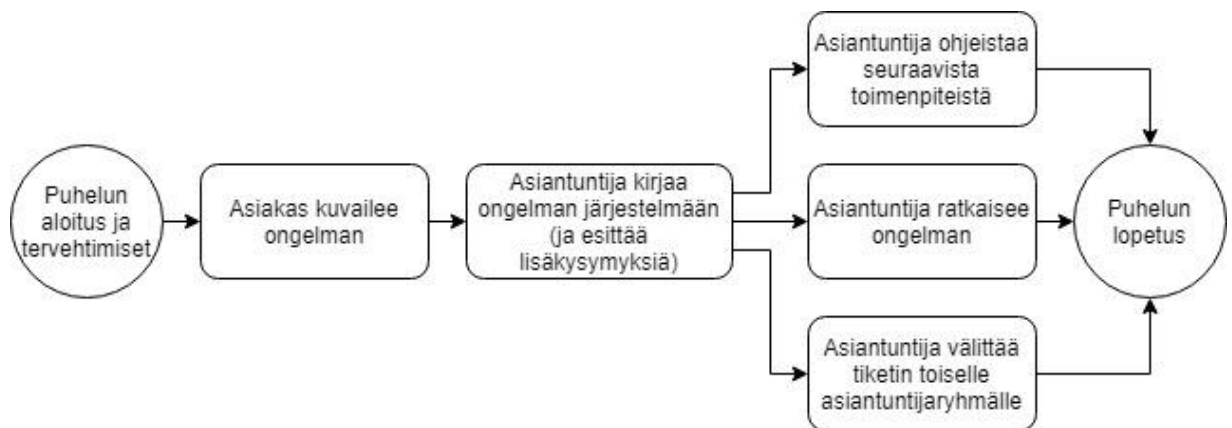 Puhelun
aloitus ja
tervehtimiset
Asiakas kuvailee
ongelman
Asiantuntija kirjaa
ongelman järjestelmään
(ja esittää
lisäkysymyksiä)
Asiantuntija ohjeistaa
seuraavista
toimenpiteistä
Asiantuntija ratkaisee
ongelman
Asiantuntija välittää
tiketin toiselle
asiantuntijaryhmälle
Puhelun
lopetus